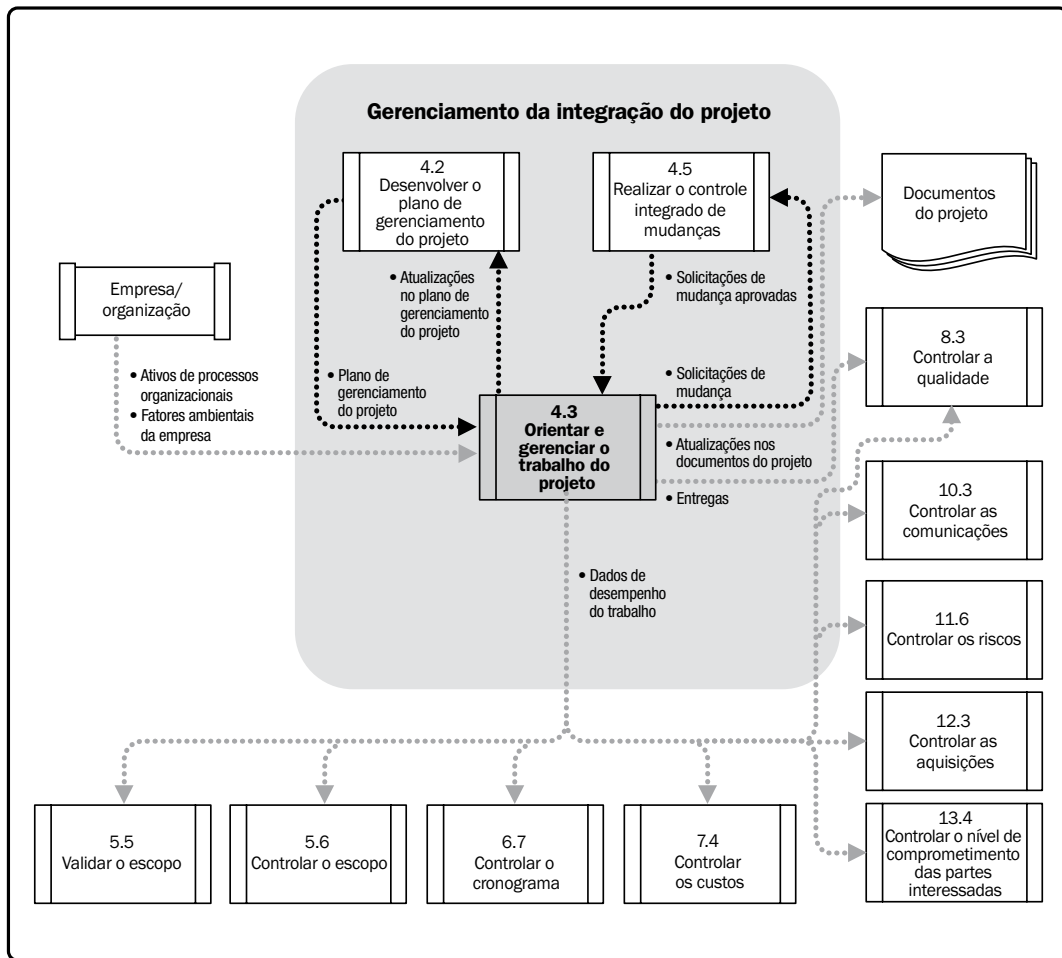 Gerenciamento da integração do projeto
4.2
Desenvolver o
plano de
gerenciamento
do projeto
4.5
Realizar o controle
integrado de
mudanças
Documentos
do projeto
Empresa/
organização
• Atualizações
no plano de
gerenciamento
do projeto
• Solicitações de
mudança aprovadas
8.3
Controlar a
qualidade
• Ativos de processos
organizacionais
• Fatores ambientais
da empresa
• Plano de
gerenciamento
do projeto
• Solicitações de
mudança
4.3
Orientar e
gerenciar o
trabalho do
projeto
• Atualizações nos
documentos do projeto
• Entregas
10.3
Controlar as
comunicações
• Dados de
desempenho
do trabalho
11.6
Controlar os riscos
12.3
Controlar as
aquisições
5.5
Validar o escopo
5.6
Controlar o escopo
6.7
Controlar o
cronograma
7.4
Controlar
os custos
13.4
Controlar o nível de
comprometimento
das partes
interessadas